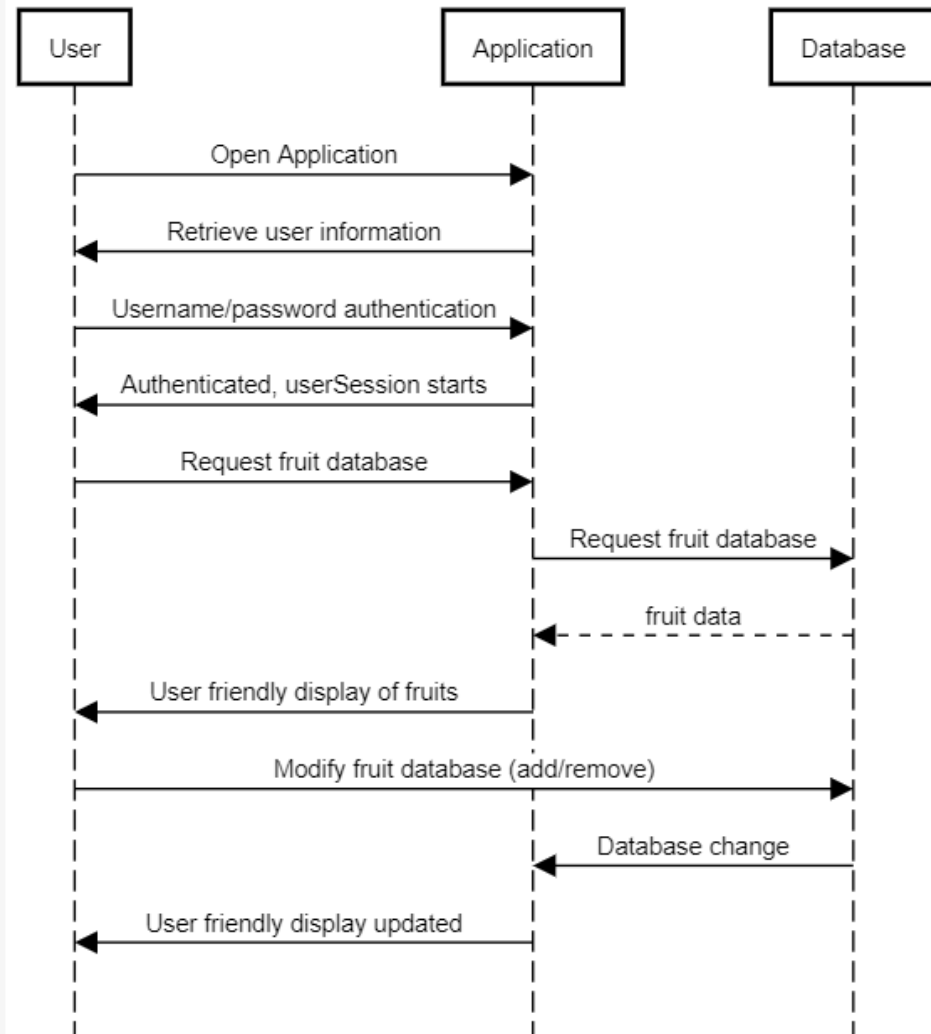 User
Application
Database
Open Application
Retrieve user information
Username/password authentication
Authenticated, userSession starts
Request fruit database
Request fruit database
fruit data
User friendly display of fruits
Modify fruit database (add/remove)
Database change
User friendly display updated